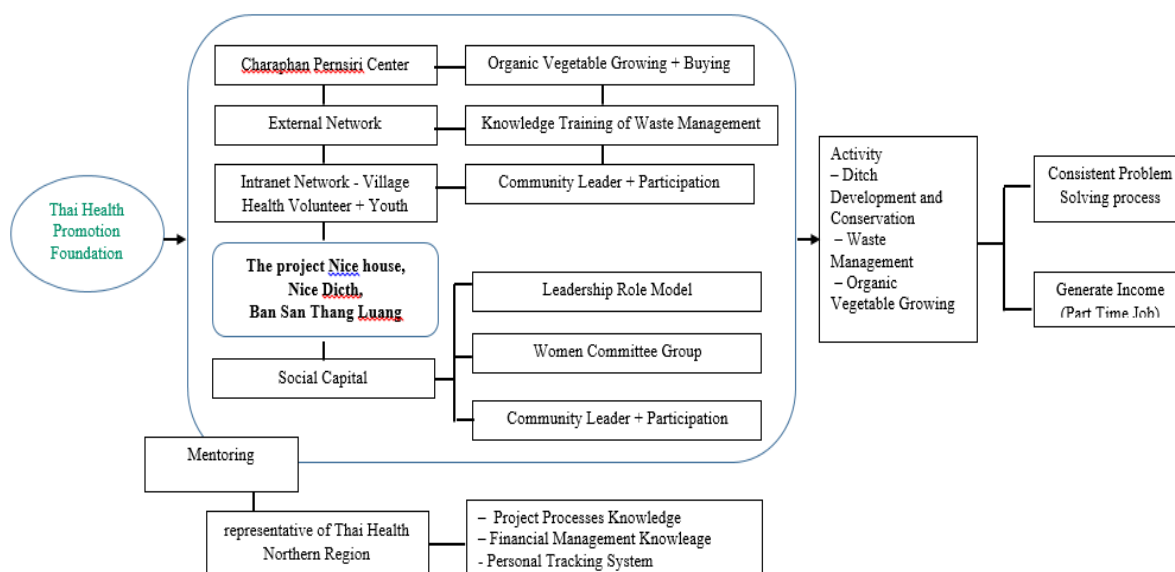 Thai Health
Promotion
Foundation
Charaphan Pernsiri Center
Organic Vegetable Growing + Buying
External Network
Knowledge Training of Waste Management
Intranet Network - Village
Health Volunteer + Youth
Community Leader + Participation
The project Nice house,
Nice Dicth,
Ban San Thang Luang
Leadership Role Model
Women Committee Group
Social Capital
Community Leader + Participation
Activity
– Ditch
Development and
Conservation
– Waste
Management
– Organic
Vegetable Growing
Consistent Problem
Solving process
Generate Income
(Part Time Job)
Mentoring
representative of Thai Health
Northern Region
– Project Processes Knowledge
– Financial Management Knowleage
- Personal Tracking System